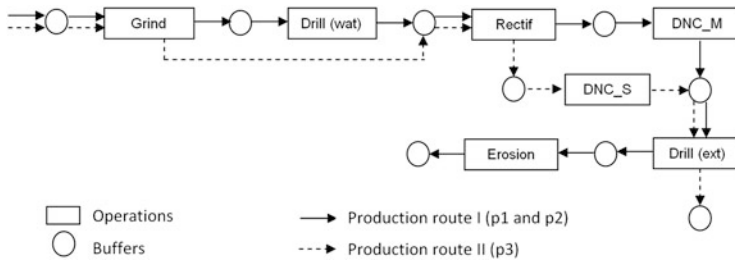 Grind
Drill (wat)
Rectif
DNC_M
DNC_S
Erosion
Drill (ext)
Operations
Production route I (p1 and p2)
Buffers
Production route II (p3)